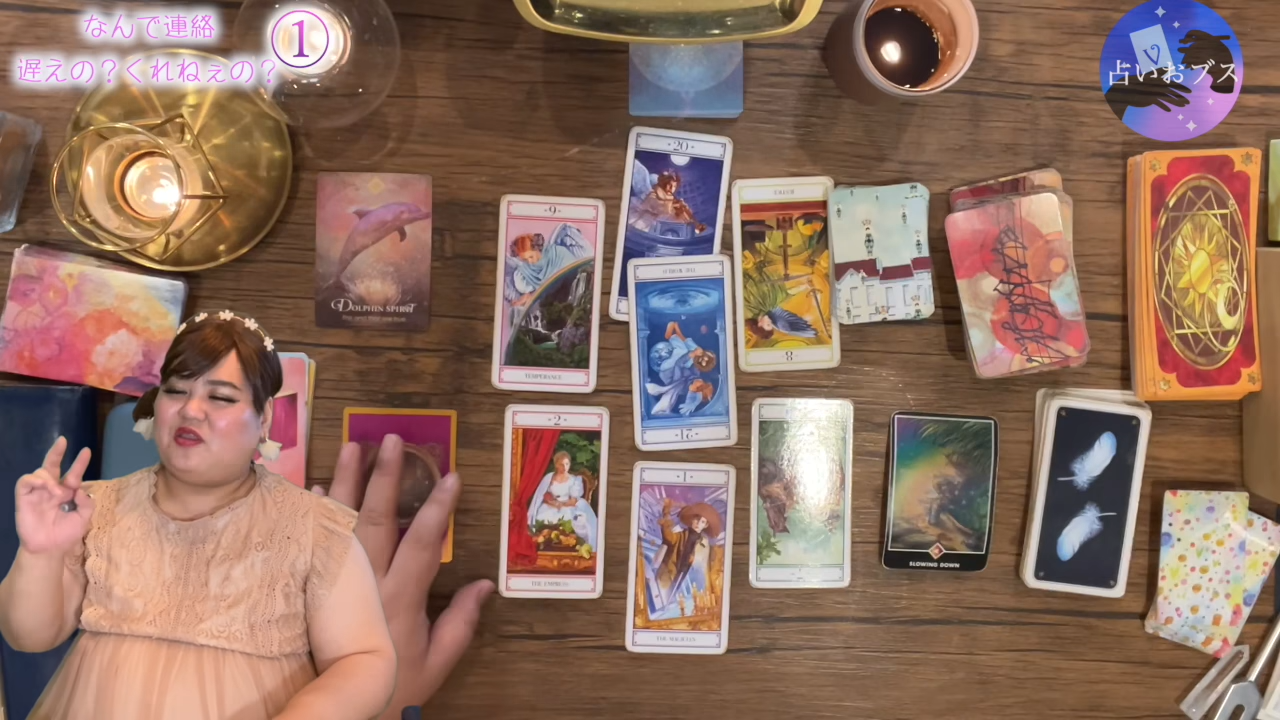 なんで連絡
遅えの？くれねぇの？
1
占いおブス
DOLPHIN SPIRIT
-9-
TEMPERANCE
-20-
-2-
THE EMPRESS
-1-
THE MAGICIAN
-8-
-12-
SLOWING DOWN